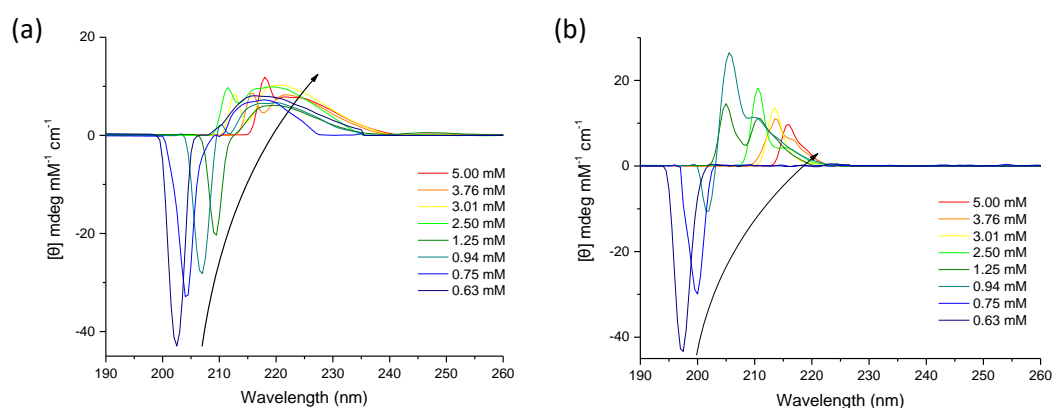 (a)
20
0
-20
-40
[θ] mdeg mM⁻¹ cm⁻¹
5.00 mM
3.76 mM
3.01 mM
2.50 mM
1.25 mM
0.94 mM
0.75 mM
0.63 mM
190 200 210 220 230 240 250 260
Wavelength (nm)
(b)
20
0
-20
-40
[θ] mdeg mM⁻¹ cm⁻¹
5.00 mM
3.76 mM
3.01 mM
2.50 mM
1.25 mM
0.94 mM
0.75 mM
0.63 mM
190 200 210 220 230 240 250 260
Wavelength (nm)